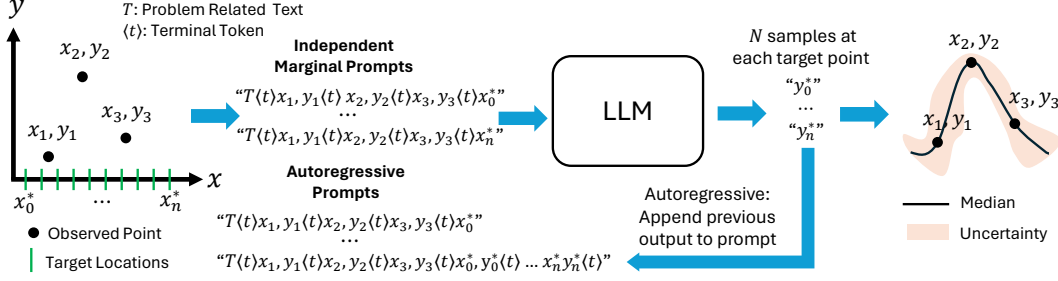 y
T: Problem Related Text
⟨t⟩: Terminal Token
x₂, y₂
x₃, y₃
x₁, y₁
x
x₀* ... xₙ*
Observed Point
Target Locations
Independent
Marginal Prompts
“T⟨t⟩x₁, y₁⟨t⟩ x₂, y₂⟨t⟩x₃, y₃⟨t⟩x₀*”
...
“T⟨t⟩x₁, y₁⟨t⟩x₂, y₂⟨t⟩x₃, y₃⟨t⟩xₙ*”
Autoregressive
Prompts
“T⟨t⟩x₁, y₁⟨t⟩x₂, y₂⟨t⟩x₃, y₃⟨t⟩x₀*”
...
“T⟨t⟩x₁, y₁⟨t⟩x₂, y₂⟨t⟩x₃, y₃⟨t⟩x₀*, y₀*⟨t⟩ ... xₙ*yₙ*⟨t⟩”
LLM
N samples at
each target point
“y₀*”
...
“yₙ*”
Autoregressive:
Append previous
output to prompt
x₂, y₂
x₃, y₃
x₁, y₁
Median
Uncertainty